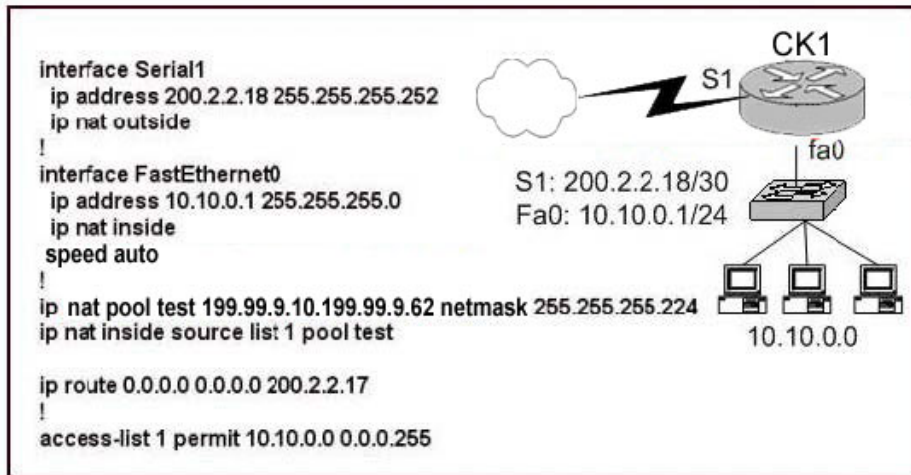 interface Serial1
ip address 200.2.2.18 255.255.255.252
ip nat outside
!
interface FastEthernet0
ip address 10.10.0.1 255.255.255.0
ip nat inside
speed auto
!
ip nat pool test 199.99.9.10.199.99.9.62 netmask 255.255.255.224
ip nat inside source list 1 pool test
ip route 0.0.0.0 0.0.0.0 200.2.2.17
!
access-list 1 permit 10.10.0.0 0.0.0.255
CK1
S1
fa0
S1: 200.2.2.18/30
Fa0: 10.10.0.1/24
10.10.0.0